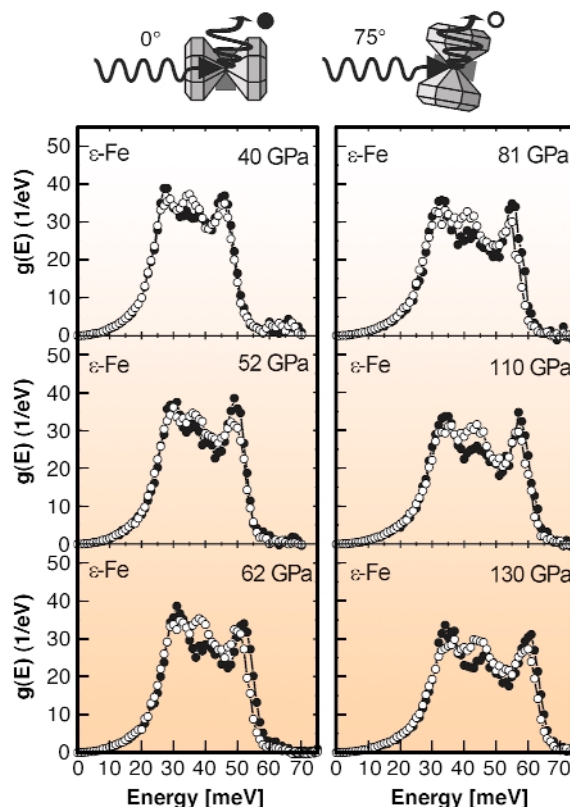 0°
75°
50
40
30
20
10
0
g(E) (1/eV)
ε-Fe
40 GPa
ε-Fe
81 GPa
50
40
30
20
10
0
g(E) (1/eV)
ε-Fe
52 GPa
ε-Fe
110 GPa
50
40
30
20
10
0
g(E) (1/eV)
ε-Fe
62 GPa
ε-Fe
130 GPa
0 10 20 30 40 50 60 70
0 10 20 30 40 50 60 70
Energy [meV]
Energy [meV]